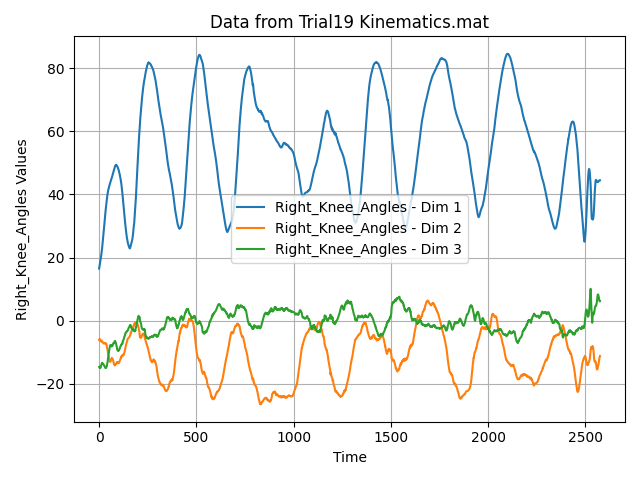 Data from Trial19 Kinematics.mat
Right_Knee_Angles Values
80
60
40
20
0
−20
Right_Knee_Angles - Dim 1
Right_Knee_Angles - Dim 2
Right_Knee_Angles - Dim 3
0
500
1000
1500
2000
2500
Time